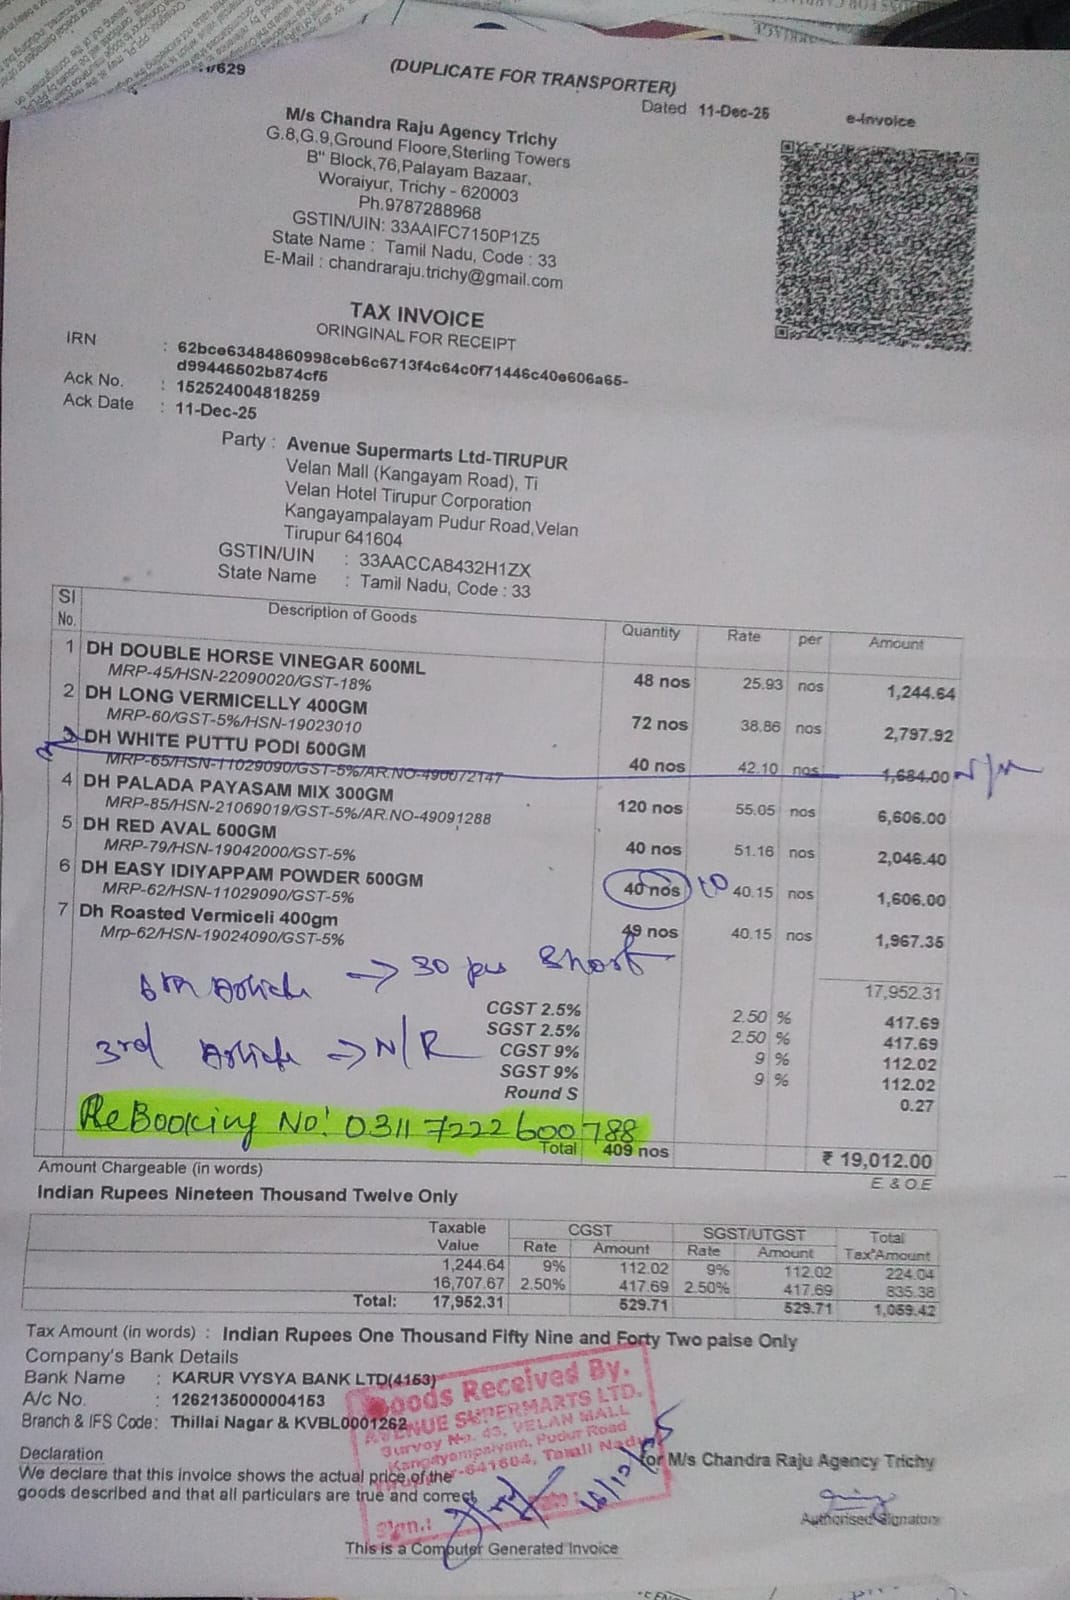 /629
(DUPLICATE FOR TRANSPORTER)
Dated 11-Dec-25
e-Invoice
M/s Chandra Raju Agency Trichy
G.8,G.9,Ground Floore,Sterling Towers
B" Block,76,Palayam Bazaar,
Woraiyur, Trichy - 620003
Ph.9787288968
GSTIN/UIN: 33AAIFC7150P1Z5
State Name : Tamil Nadu, Code : 33
E-Mail : chandraraju.trichy@gmail.com
TAX INVOICE
ORINGINAL FOR RECEIPT
IRN : 62bce63484860998ceb6c6713f4c64c0f71446c40e606a65-
d99446502b874cf5
Ack No. : 152524004818259
Ack Date : 11-Dec-25
Party : Avenue Supermarts Ltd-TIRUPUR
Velan Mall (Kangayam Road), Ti
Velan Hotel Tirupur Corporation
Kangayampalayam Pudur Road,Velan
Tirupur 641604
GSTIN/UIN : 33AACCA8432H1ZX
State Name : Tamil Nadu, Code : 33
Sl No. Description of Goods Quantity Rate per Amount
1 DH DOUBLE HORSE VINEGAR 500ML 48 nos 25.93 nos 1,244.64
MRP-45/HSN-22090020/GST-18%
2 DH LONG VERMICELLY 400GM 72 nos 38.86 nos 2,797.92
MRP-60/GST-5%/HSN-19023010
3 DH WHITE PUTTU PODI 500GM 40 nos 42.10 nos 1,684.00
MRP-65/HSN-11029090/GST-5%/AR.NO-490072147
4 DH PALADA PAYASAM MIX 300GM 120 nos 55.05 nos 6,606.00
MRP-85/HSN-21069019/GST-5%/AR.NO-49091288
5 DH RED AVAL 500GM 40 nos 51.16 nos 2,046.40
MRP-79/HSN-19042000/GST-5%
6 DH EASY IDIYAPPAM POWDER 500GM 40 nos 10 40.15 nos 1,606.00
MRP-62/HSN-11029090/GST-5%
7 Dh Roasted Vermiceli 400gm 49 nos 40.15 nos 1,967.35
Mrp-62/HSN-19024090/GST-5%
6th Article → 30 pcs Short
17,952.31
CGST 2.5% 2.50 % 417.69
SGST 2.5% 2.50 % 417.69
3rd Article → N/R
CGST 9% 9 % 112.02
SGST 9% 9 % 112.02
Round S 0.27
ReBooking No: 03117222600788
Total 409 nos ₹ 19,012.00
Amount Chargeable (in words) E. & O.E
Indian Rupees Nineteen Thousand Twelve Only
Taxable Value CGST SGST/UTGST Total Tax Amount
Rate Amount Rate Amount
1,244.64 9% 112.02 9% 112.02 224.04
16,707.67 2.50% 417.69 2.50% 417.69 835.38
Total: 17,952.31 529.71 529.71 1,059.42
Tax Amount (in words) : Indian Rupees One Thousand Fifty Nine and Forty Two paise Only
Company's Bank Details
Bank Name : KARUR VYSYA BANK LTD(4153)
A/c No. : 1262135000004153
Branch & IFS Code: Thillai Nagar & KVBL0001262
Goods Received By.
AVENUE SUPERMARTS LTD.
Survey No. 43, VELAN MALL
Kangayampalayam, Pudur Road
-641604, Tamil Nadu
Sign.:
16/12/25
Declaration
We declare that this invoice shows the actual price of the
goods described and that all particulars are true and correct
for M/s Chandra Raju Agency Trichy
Authorised Signatory
This is a Computer Generated Invoice